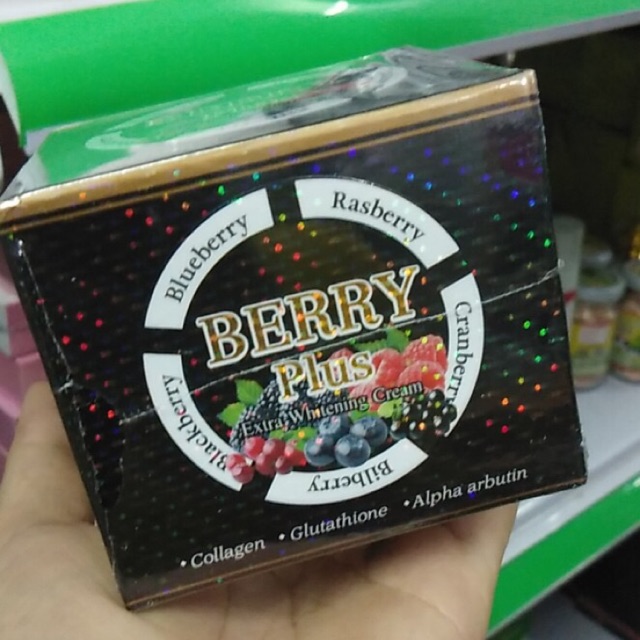 Blueberry
Rasberry
Cranberry
Blackberry
Bilberry
BERRY
Plus
Extra Whitening Cream
• Collagen • Glutathione • Alpha arbutin